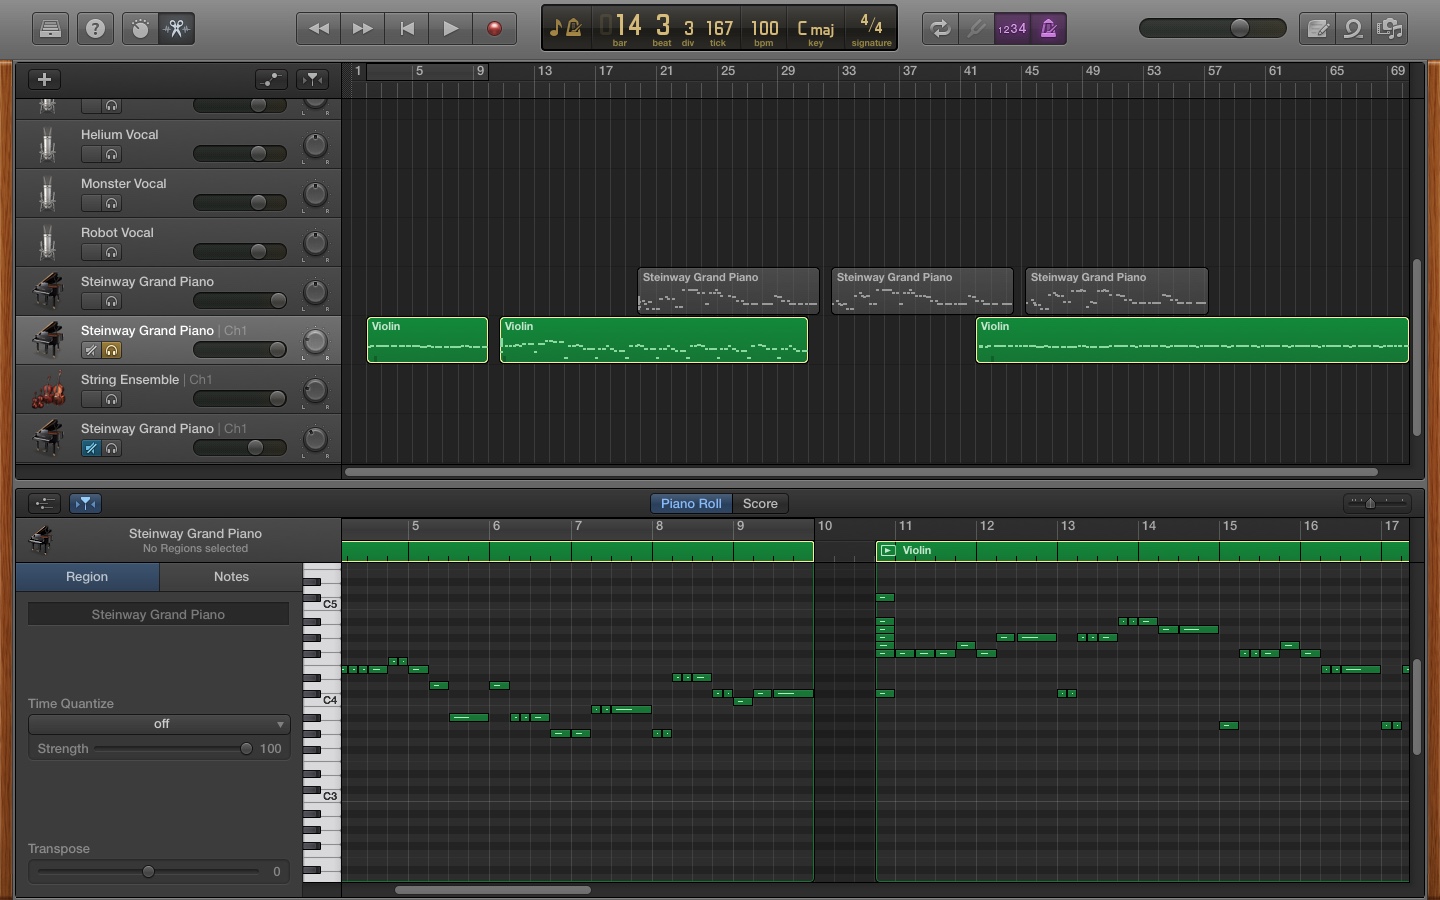 ?
14 3 3 167 100 C maj 4/4
bar beat div tick bpm key signature
1234
1 5 9 13 17 21 25 29 33 37 41 45 49 53 57 61 65 69
L R
Helium Vocal
L R
Monster Vocal
L R
Robot Vocal
L R
Steinway Grand Piano
L R
Steinway Grand Piano Steinway Grand Piano Steinway Grand Piano
Steinway Grand Piano | Ch1
L R
Violin Violin Violin
String Ensemble | Ch1
L R
Steinway Grand Piano | Ch1
L R
Piano Roll Score
Steinway Grand Piano
No Regions selected
5 6 7 8 9 10 11 12 13 14 15 16 17
Violin
Region Notes
Steinway Grand Piano
Time Quantize
off
Strength 100
Transpose
0
C5
C4
C3